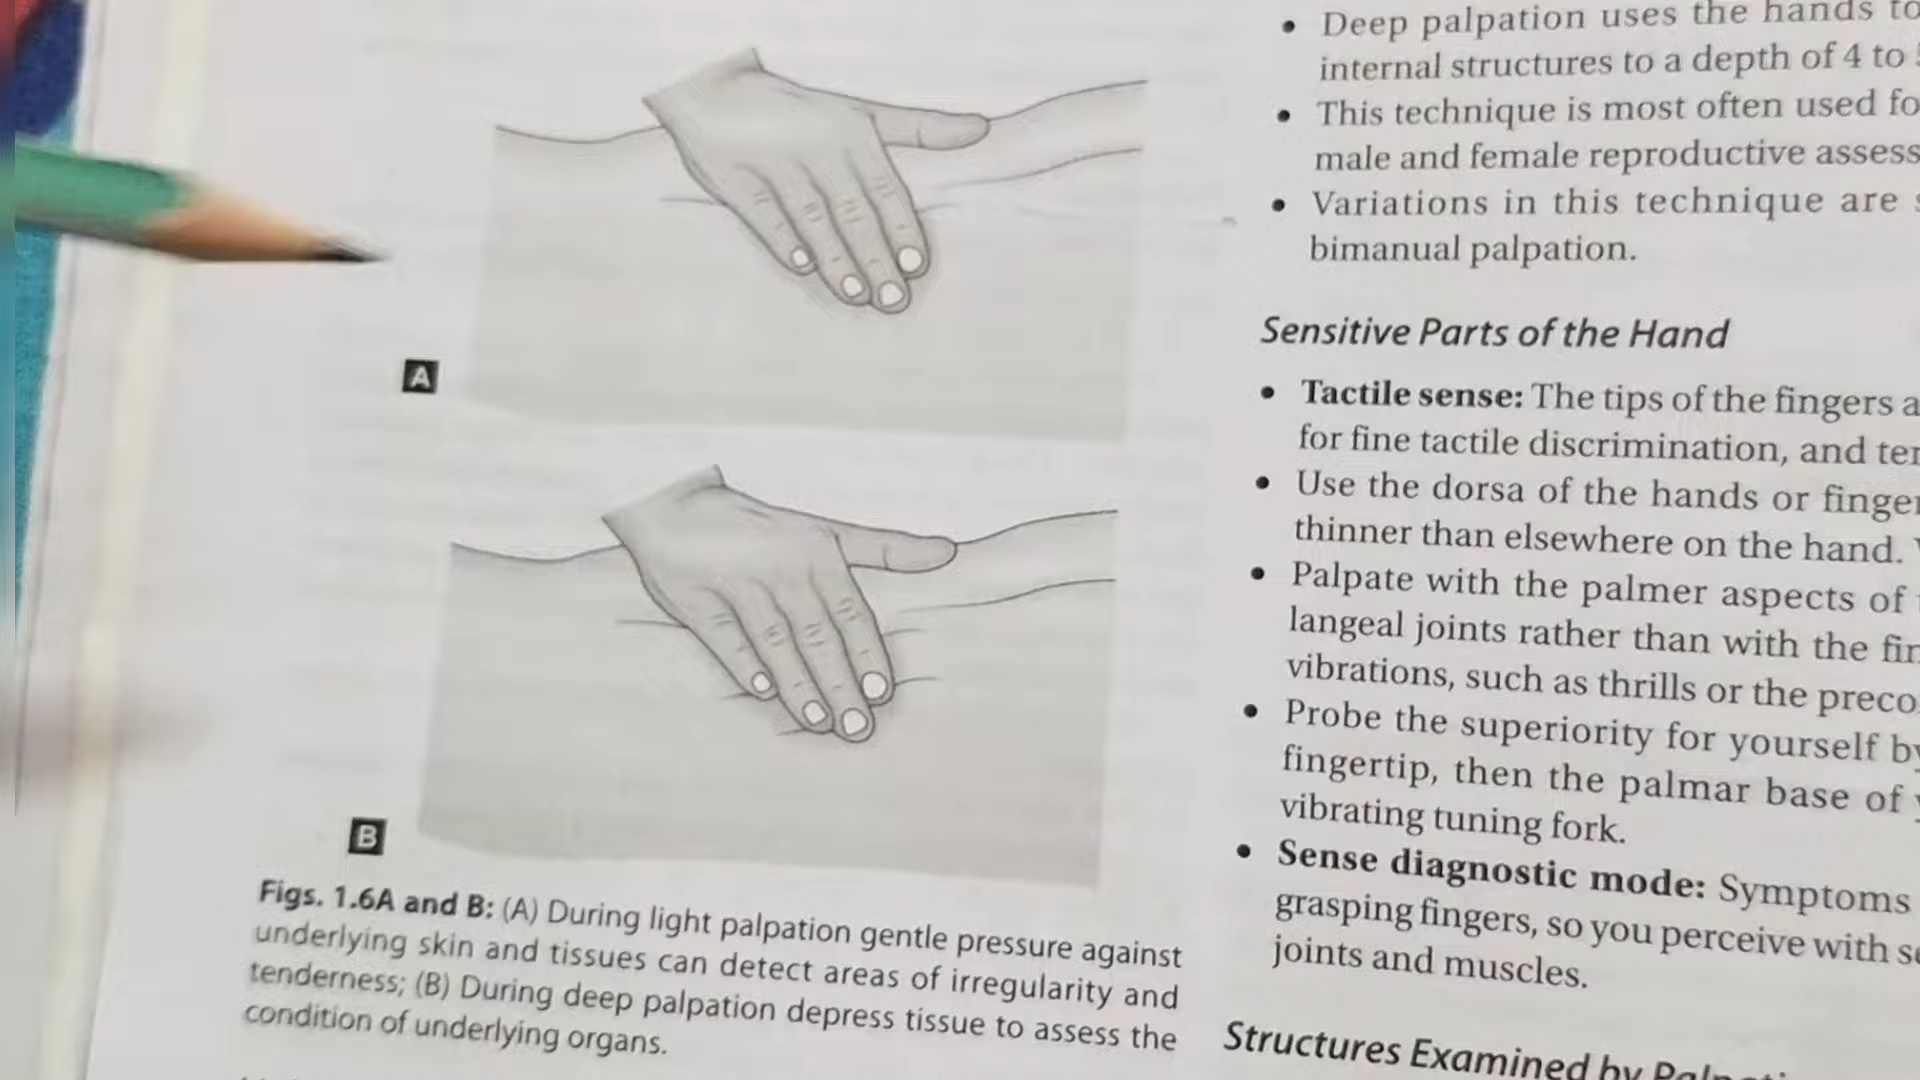 A
B
Figs. 1.6A and B: (A) During light palpation gentle pressure against
underlying skin and tissues can detect areas of irregularity and
tenderness; (B) During deep palpation depress tissue to assess the
condition of underlying organs.
• Deep palpation uses the hands to
internal structures to a depth of 4 to
• This technique is most often used
male and female reproductive
• Variations in this technique are
bimanual palpation.
Sensitive Parts of the Hand
• Tactile sense: The tips of the fingers
for fine tactile discrimination, and
• Use the dorsa of the hands or
thinner than elsewhere on the hand.
• Palpate with the palmer aspects of
langeal joints rather than with the
vibrations, such as thrills or the
• Probe the superiority for yourself
fingertip, then the palmar base of
vibrating tuning fork.
• Sense diagnostic mode: Symptoms
grasping fingers, so you perceive with
joints and muscles.
Structures Examined by